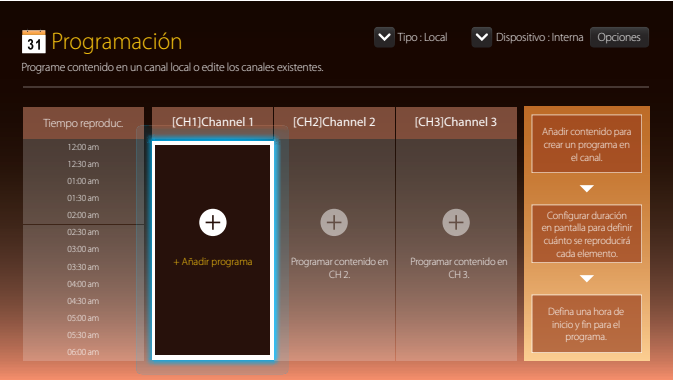 31 Programación
Tipo : Local
Dispositivo : Interna
Opciones
Programe contenido en un canal local o edite los canales existentes.
Tiempo reproduc.
[CH1]Channel 1
[CH2]Channel 2
[CH3]Channel 3
12:00 am
12:30 am
01:00 am
01:30 am
02:00 am
02:30 am
03:00 am
03:30 am
04:00 am
04:30 am
05:00 am
05:30 am
06:00 am
+ Añadir programa
Programar contenido en
CH 2.
Programar contenido en
CH 3.
Añadir contenido para
crear un programa en
el canal.
Configurar duración
en pantalla para definir
cuánto se reproducirá
cada elemento.
Defina una hora de
inicio y fin para el
programa.